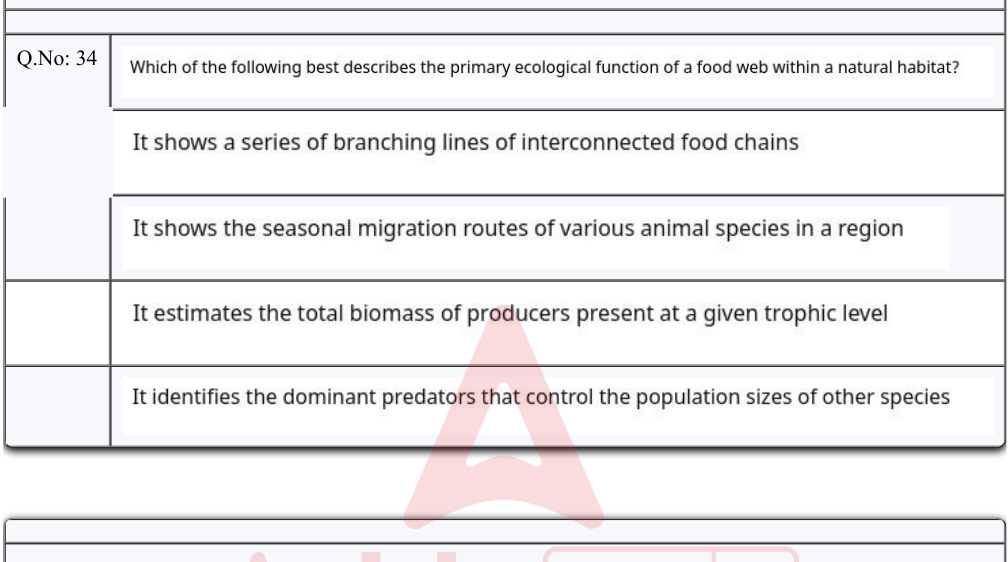 Q.No: 34
Which of the following best describes the primary ecological function of a food web within a natural habitat?
It shows a series of branching lines of interconnected food chains
It shows the seasonal migration routes of various animal species in a region
It estimates the total biomass of producers present at a given trophic level
It identifies the dominant predators that control the population sizes of other species